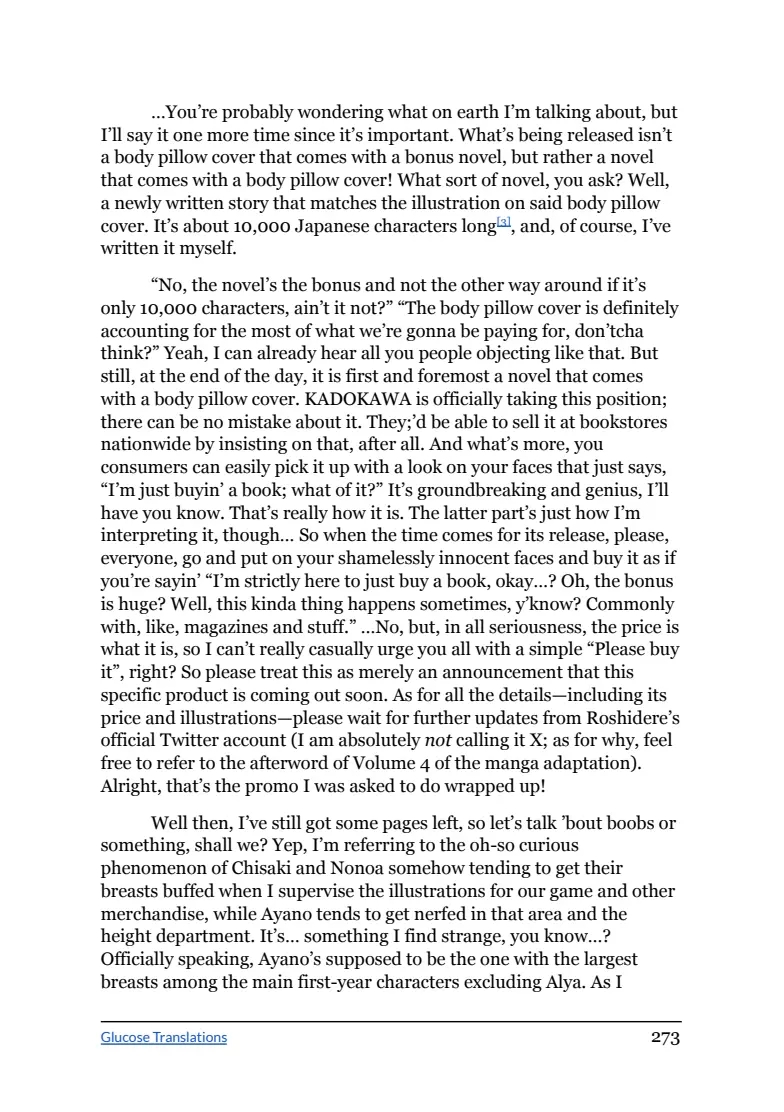 ...You're probably wondering what on earth I'm talking about, but
I'll say it one more time since it's important. What's being released isn't
a body pillow cover that comes with a bonus novel, but rather a novel
that comes with a body pillow cover! What sort of novel, you ask? Well,
a newly written story that matches the illustration on said body pillow
cover. It's about 10,000 Japanese characters long[3], and, of course, I've
written it myself.
“No, the novel's the bonus and not the other way around if it's
only 10,000 characters, ain't it not?” “The body pillow cover is definitely
accounting for the most of what we're gonna be paying for, don'tcha
think?” Yeah, I can already hear all you people objecting like that. But
still, at the end of the day, it is first and foremost a novel that comes
with a body pillow cover. KADOKAWA is officially taking this position;
there can be no mistake about it. They;'d be able to sell it at bookstores
nationwide by insisting on that, after all. And what's more, you
consumers can easily pick it up with a look on your faces that just says,
“I'm just buyin' a book; what of it?” It's groundbreaking and genius, I'll
have you know. That's really how it is. The latter part's just how I'm
interpreting it, though... So when the time comes for its release, please,
everyone, go and put on your shamelessly innocent faces and buy it as if
you're sayin' “I'm strictly here to just buy a book, okay...? Oh, the bonus
is huge? Well, this kinda thing happens sometimes, y'know? Commonly
with, like, magazines and stuff.” ...No, but, in all seriousness, the price is
what it is, so I can't really casually urge you all with a simple “Please buy
it”, right? So please treat this as merely an announcement that this
specific product is coming out soon. As for all the details—including its
price and illustrations—please wait for further updates from Roshidere's
official Twitter account (I am absolutely not calling it X; as for why, feel
free to refer to the afterword of Volume 4 of the manga adaptation).
Alright, that's the promo I was asked to do wrapped up!
Well then, I've still got some pages left, so let's talk 'bout boobs or
something, shall we? Yep, I'm referring to the oh-so curious
phenomenon of Chisaki and Nonoa somehow tending to get their
breasts buffed when I supervise the illustrations for our game and other
merchandise, while Ayano tends to get nerfed in that area and the
height department. It's... something I find strange, you know...?
Officially speaking, Ayano's supposed to be the one with the largest
breasts among the main first-year characters excluding Alya. As I
Glucose Translations
273